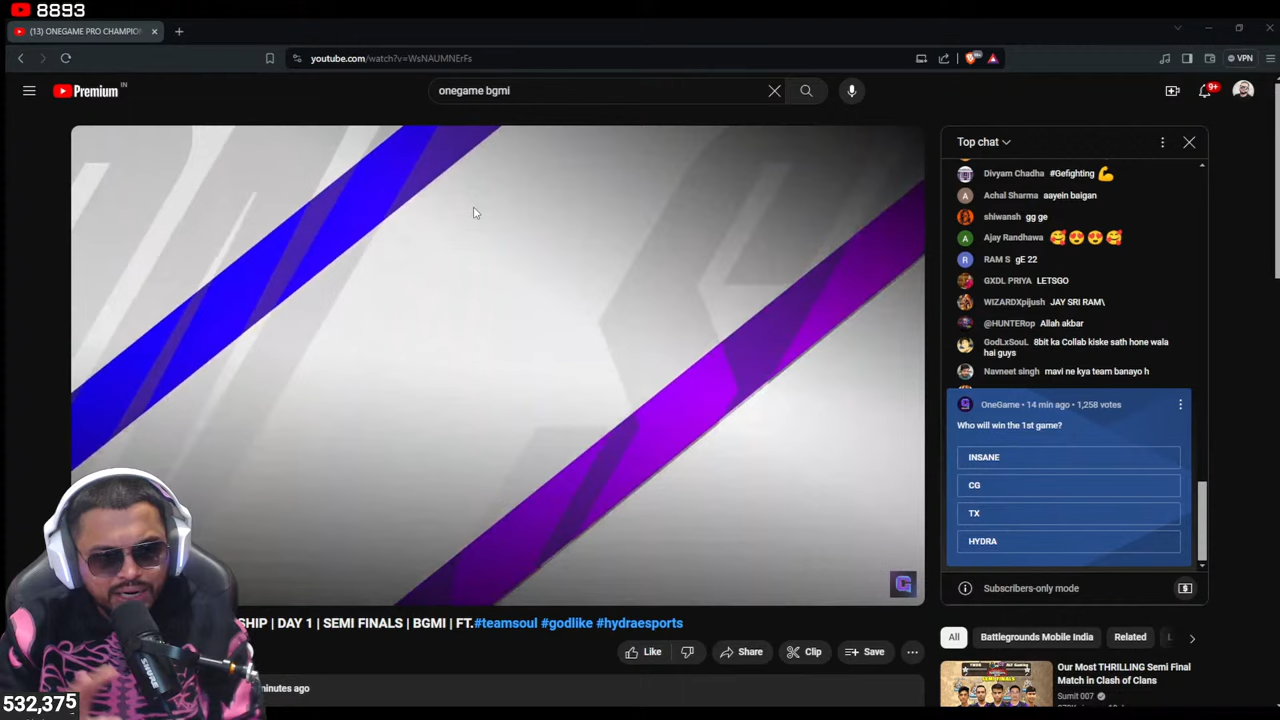 8893
(13) ONEGAME PRO CHAMPION
youtube.com/watch?v=WsNAUMNErFs
VPN
Premium IN
onegame bgmi
9+
Top chat
Divyam Chadha #Gefighting 💪
Achal Sharma aayein baigan
shiwansh gg ge
Ajay Randhawa 🥰😍😍🥰
RAM S gE 22
GXDL PRIYA LETSGO
WIZARDXpijush JAY SRI RAM\
@HUNTERop Allah akbar
GodLxSouL 8bit ka Collab kiske sath hone wala
hai guys
Navneet singh mavi ne kya team banayo h
OneGame • 14 min ago • 1,258 votes
Who will win the 1st game?
INSANE
CG
TX
HYDRA
Subscribers-only mode
SHIP | DAY 1 | SEMI FINALS | BGMI | FT.#teamsoul #godlike #hydraesports
Like
Share
Clip
Save
minutes ago
All
Battlegrounds Mobile India
Related
Our Most THRILLING Semi Final
Match in Clash of Clans
Sumit 007
SHURE
532,375